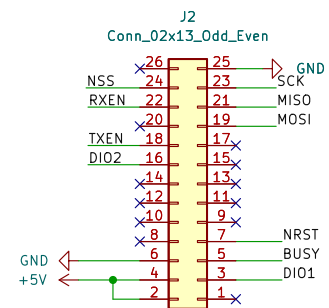 J2
Conn_02x13_Odd_Even
26 25 GND
NSS 24 23 SCK
RXEN 22 21 MISO
20 19 MOSI
TXEN 18 17
DIO2 16 15
14 13
12 11
10 9
8 7 NRST
GND 6 5 BUSY
+5V 4 3 DIO1
2 1